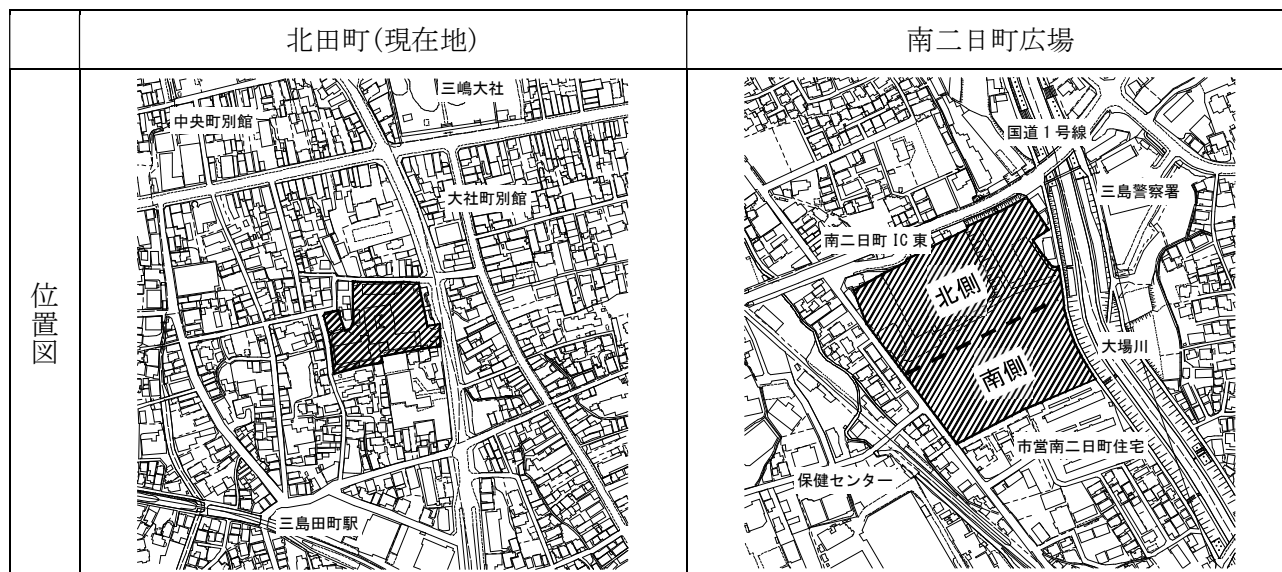 北田町(現在地)
南二日町広場
位置図
三嶋大社
中央町別館
大社町別館
三島田町駅
国道1号線
三島警察署
南二日町 IC 東
北側
南側
大場川
市営南二日町住宅
保健センター